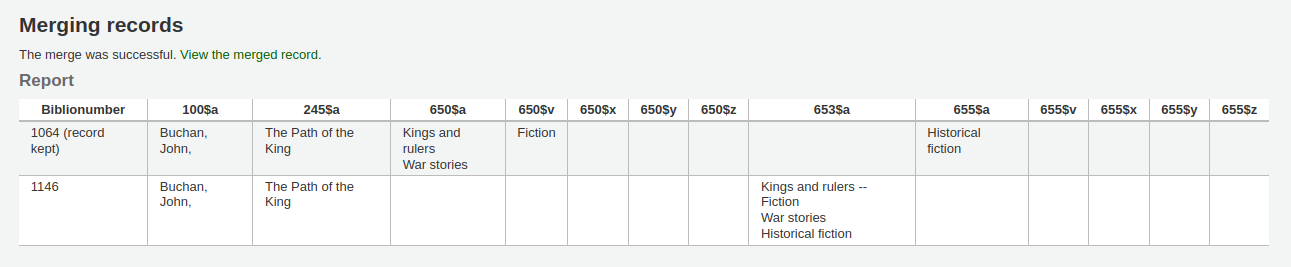 Merging records
The merge was successful. View the merged record.
Report
Biblionumber 100$a 245$a 650$a 650$v 650$x 650$y 650$z 653$a 655$a 655$v 655$x 655$y 655$z
1064 (record Buchan, The Path of the Kings and Fiction Historical
kept) John, King rulers fiction
War stories
1146 Buchan, The Path of the Kings and rulers --
John, King Fiction
War stories
Historical fiction